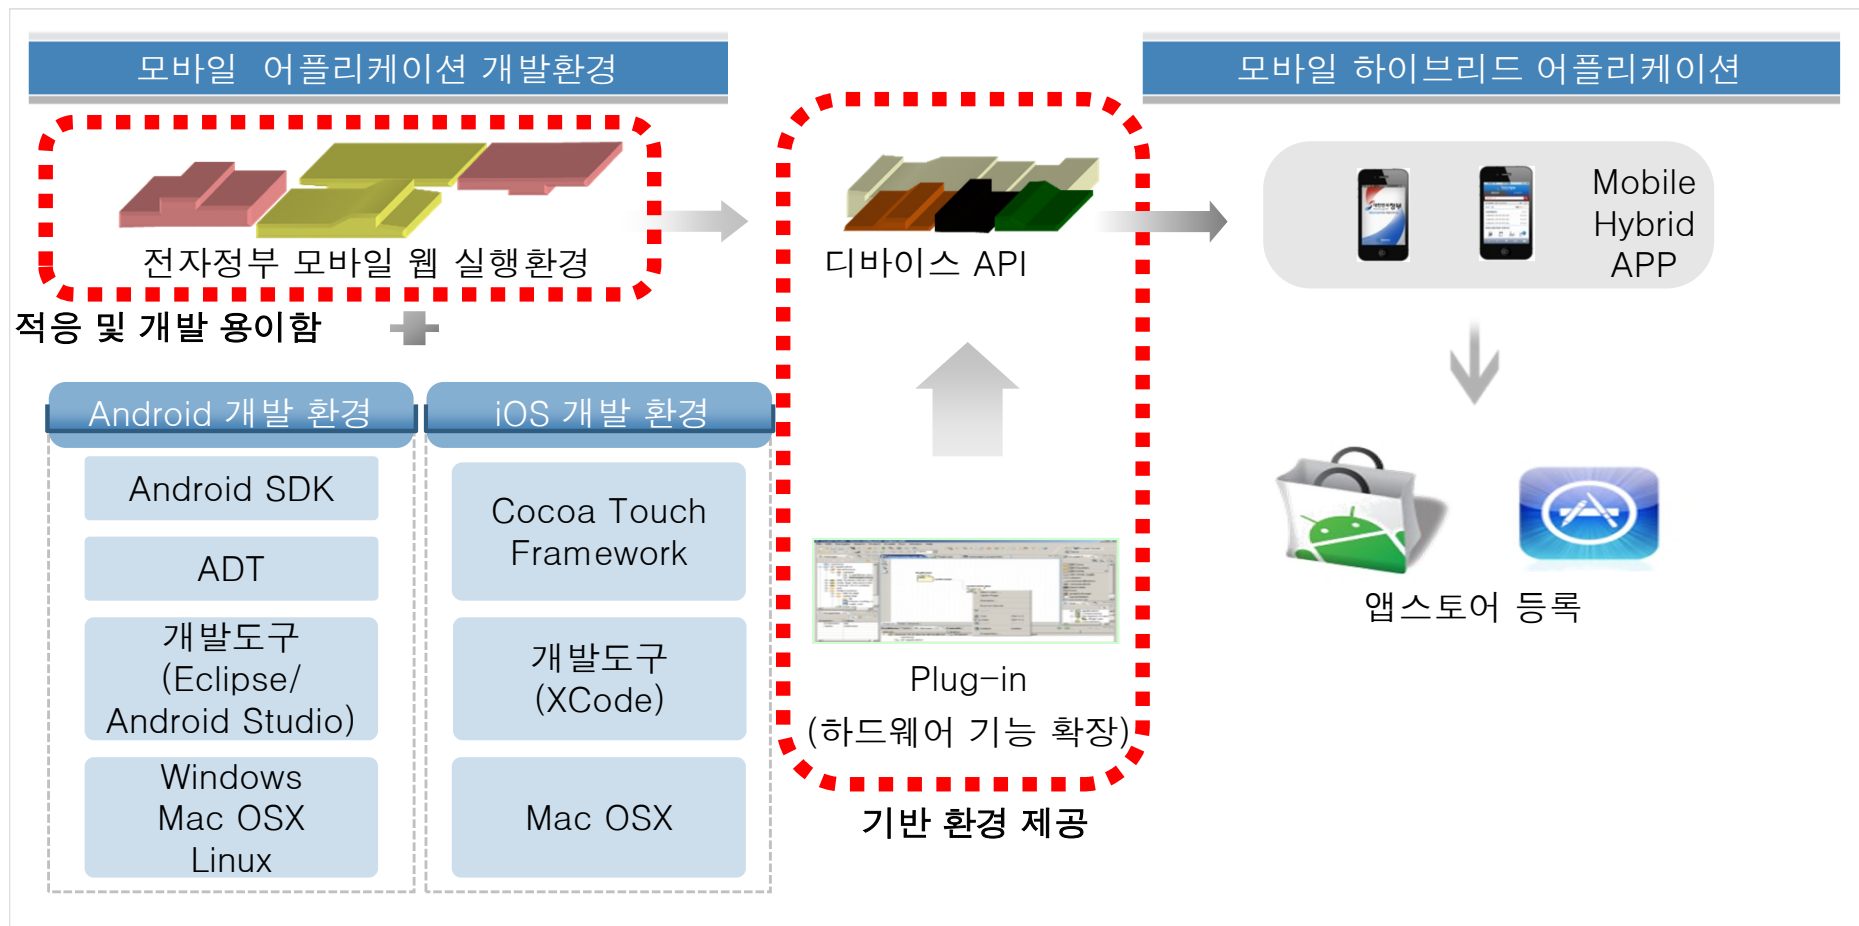 모바일 어플리케이션 개발환경
모바일 하이브리드 어플리케이션
전자정부 모바일 웹 실행환경
적응 및 개발 용이함
디바이스 API
Mobile
Hybrid
APP
Android 개발 환경
Android SDK
ADT
개발도구
(Eclipse/
Android Studio)
Windows
Mac OSX
Linux
iOS 개발 환경
Cocoa Touch
Framework
개발도구
(XCode)
Mac OSX
Plug-in
(하드웨어 기능 확장)
기반 환경 제공
앱스토어 등록